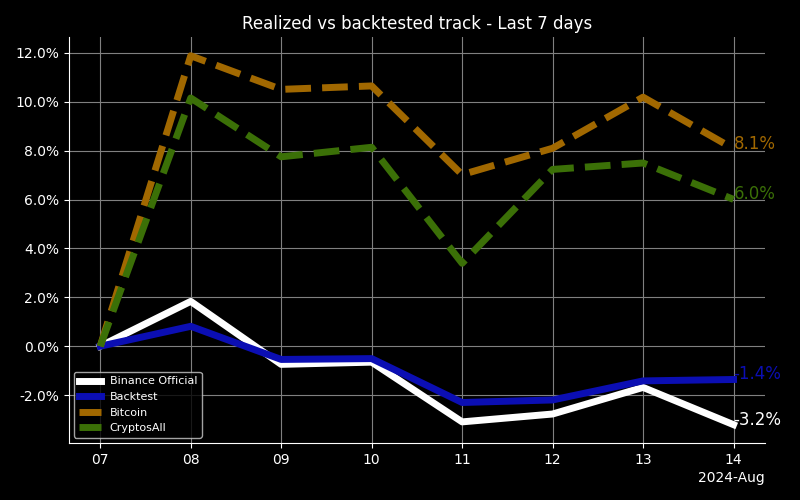 Realized vs backtested track - Last 7 days
12.0%
10.0%
8.0%
6.0%
4.0%
2.0%
0.0%
-2.0%
8.1%
6.0%
-1.4%
-3.2%
Binance Official
Backtest
Bitcoin
CryptosAll
07 08 09 10 11 12 13 14
2024-Aug